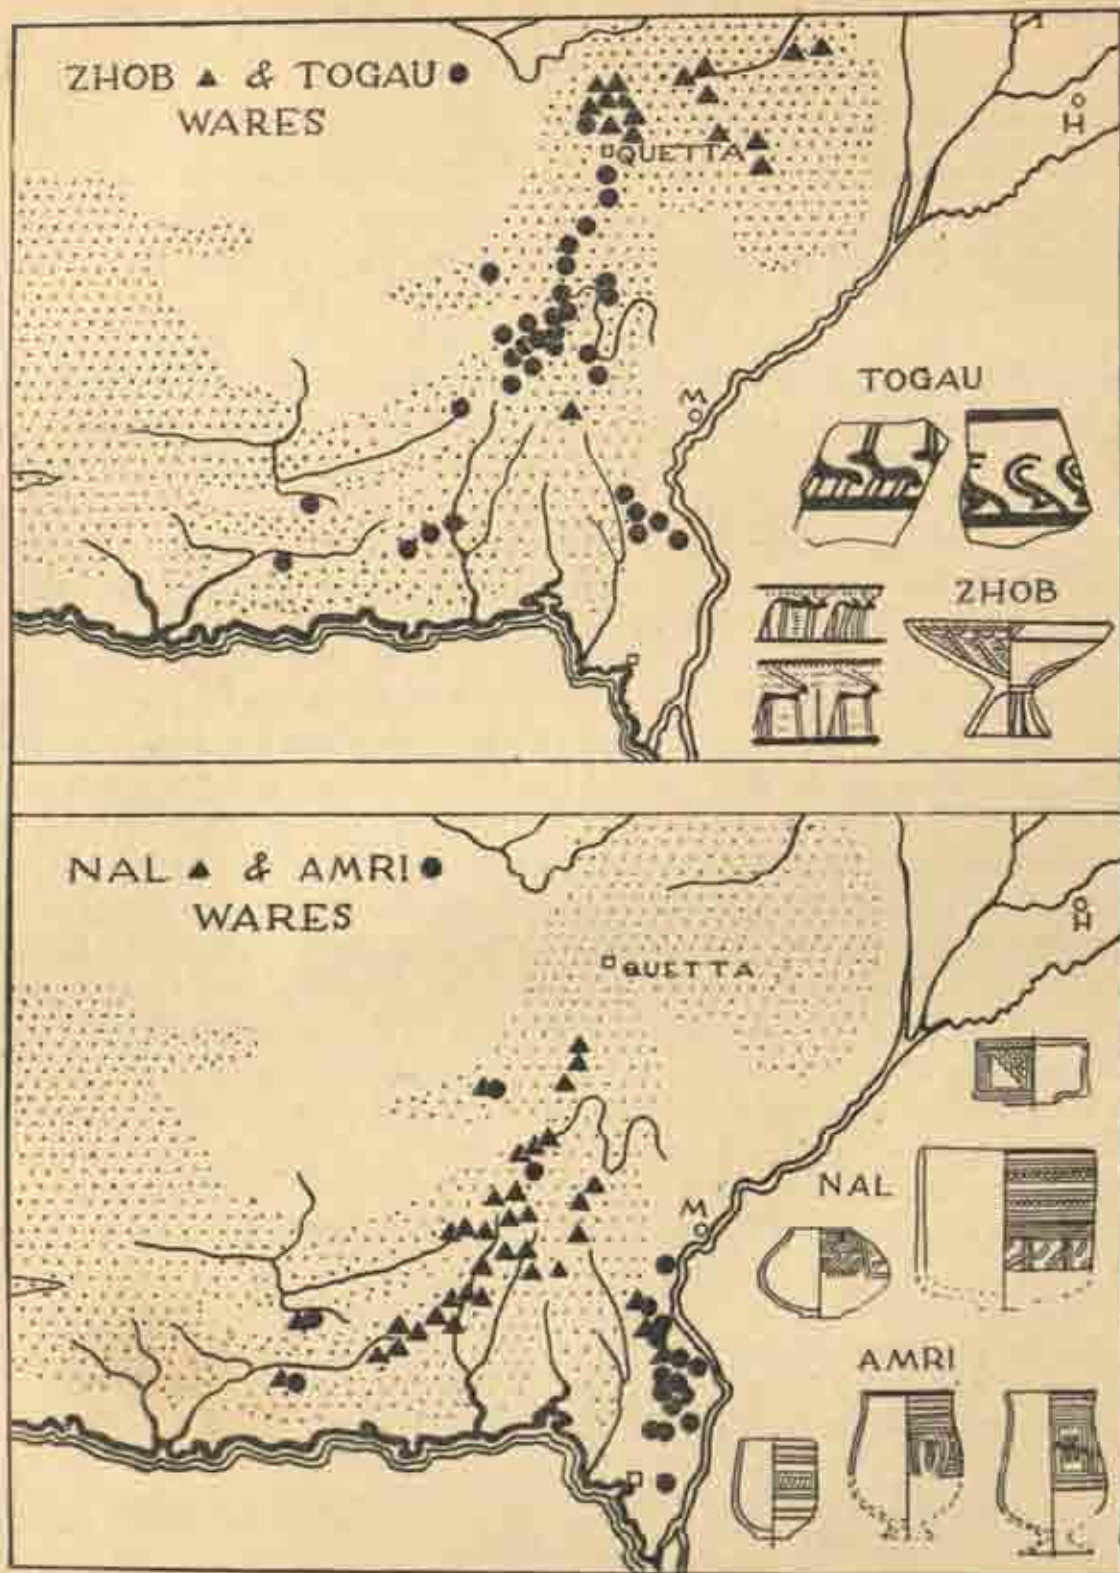 ZHOB ▲ & TOGAU ●
WARES
H
QUETTA
M
TOGAU
ZHOB
NAL ▲ & AMRI ●
WARES
H
QUETTA
M
NAL
AMRI